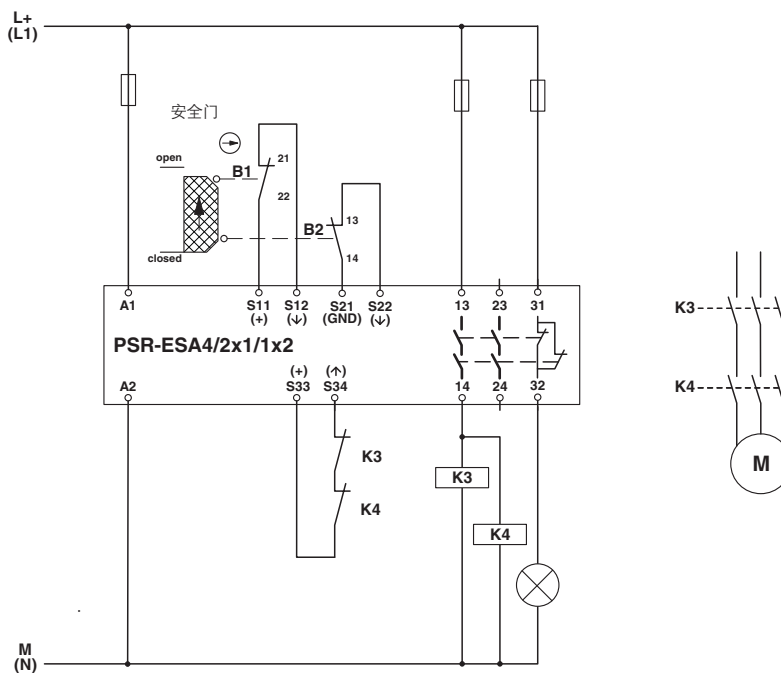 L+
(L1)
安全门
open
B1
21
22
B2
13
14
closed
A1
S11
(+)
S12
(↓)
S21
(GND)
S22
(↓)
13
23
31
PSR-ESA4/2x1/1x2
A2
(+)
S33
(↑)
S34
14
24
32
K3
K4
K3
K4
K3
K4
M
M
(N)